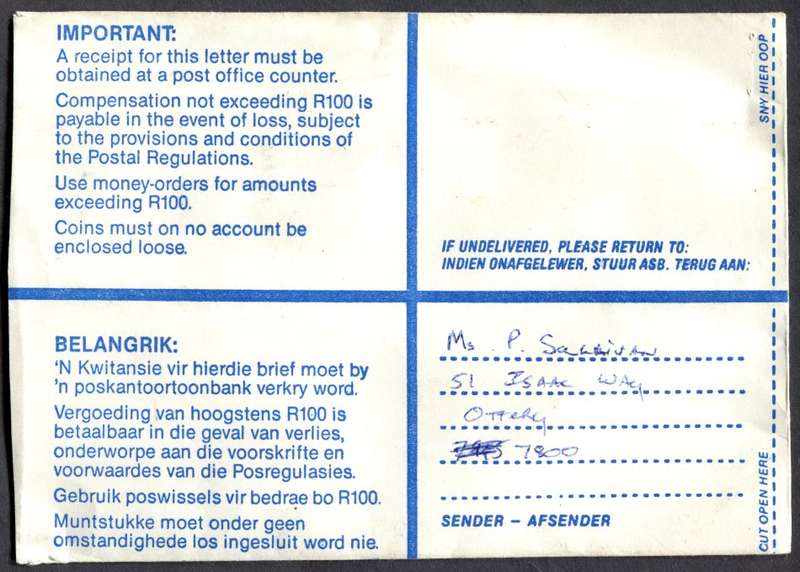 IMPORTANT:
A receipt for this letter must be
obtained at a post office counter.
Compensation not exceeding R100 is
payable in the event of loss, subject
to the provisions and conditions of
the Postal Regulations.
Use money-orders for amounts
exceeding R100.
Coins must on no account be
enclosed loose.
SNY HIER OOP
IF UNDELIVERED, PLEASE RETURN TO:
INDIEN ONAFGELEWER, STUUR ASB. TERUG AAN:
BELANGRIK:
'N Kwitansie vir hierdie brief moet by
'n poskantoortoonbank verkry word.
Vergoeding van hoogstens R100 is
betaalbaar in die geval van verlies,
onderworpe aan die voorskrifte en
voorwaardes van die Posregulasies.
Gebruik poswissels vir bedrae bo R100.
Muntstukke moet onder geen
omstandighede los ingesluit word nie.
Ms. P. Sullivan
51 Isaac Way
Ottery
7800
SENDER – AFSENDER
CUT OPEN HERE